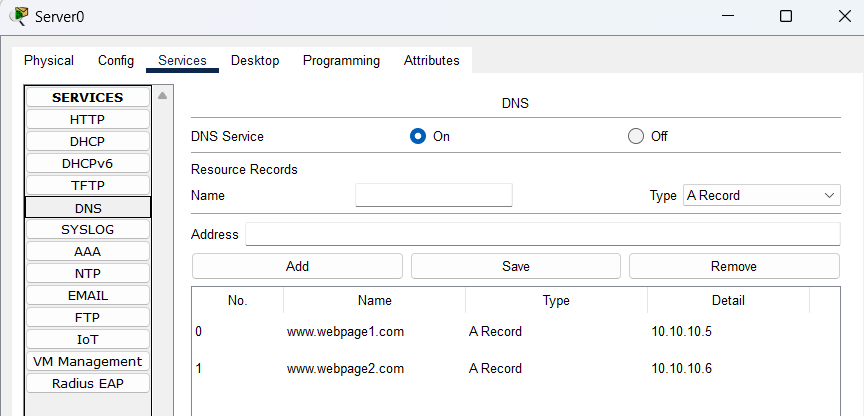 Server0
Physical Config Services Desktop Programming Attributes
SERVICES
HTTP
DHCP
DHCPv6
TFTP
DNS
SYSLOG
AAA
NTP
EMAIL
FTP
IoT
VM Management
Radius EAP
DNS
DNS Service On Off
Resource Records
Name Type A Record
Address
Add Save Remove
No. Name Type Detail
0 www.webpage1.com A Record 10.10.10.5
1 www.webpage2.com A Record 10.10.10.6